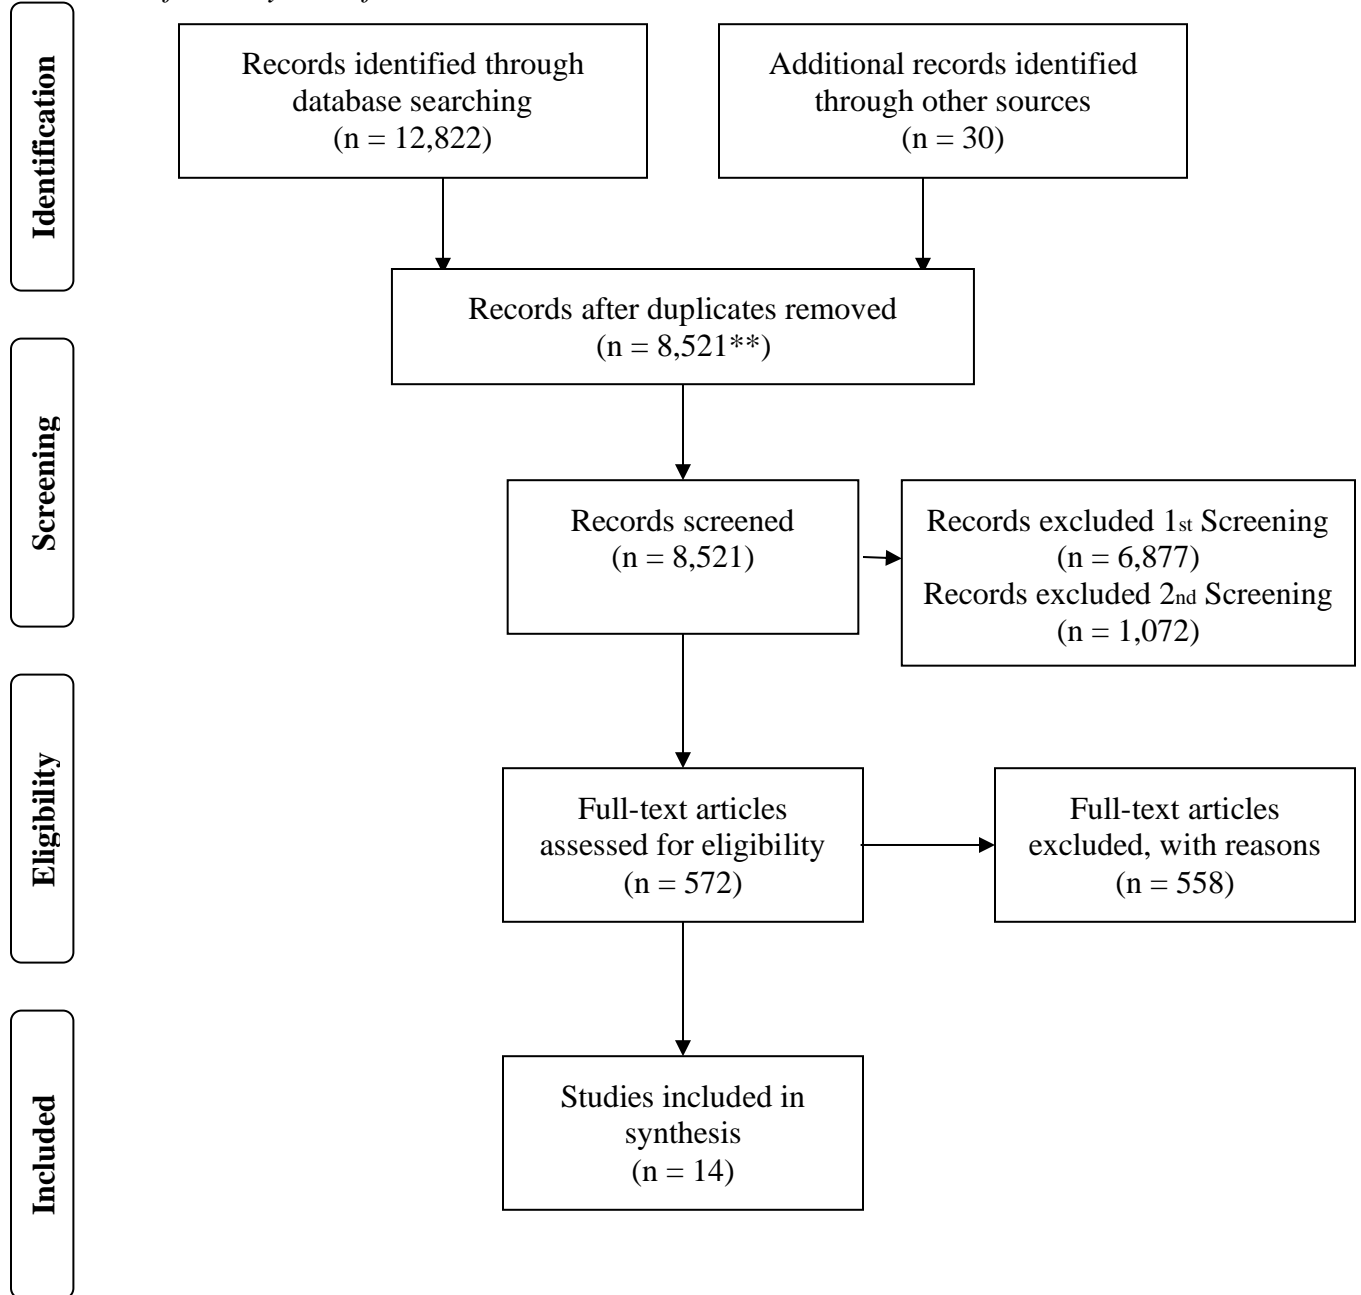 Identification
Records identified through
database searching
(n = 12,822)
Additional records identified
through other sources
(n = 30)
Records after duplicates removed
(n = 8,521**)
Screening
Records screened
(n = 8,521)
Records excluded 1st Screening
(n = 6,877)
Records excluded 2nd Screening
(n = 1,072)
Eligibility
Full-text articles
assessed for eligibility
(n = 572)
Full-text articles
excluded, with reasons
(n = 558)
Included
Studies included in
synthesis
(n = 14)